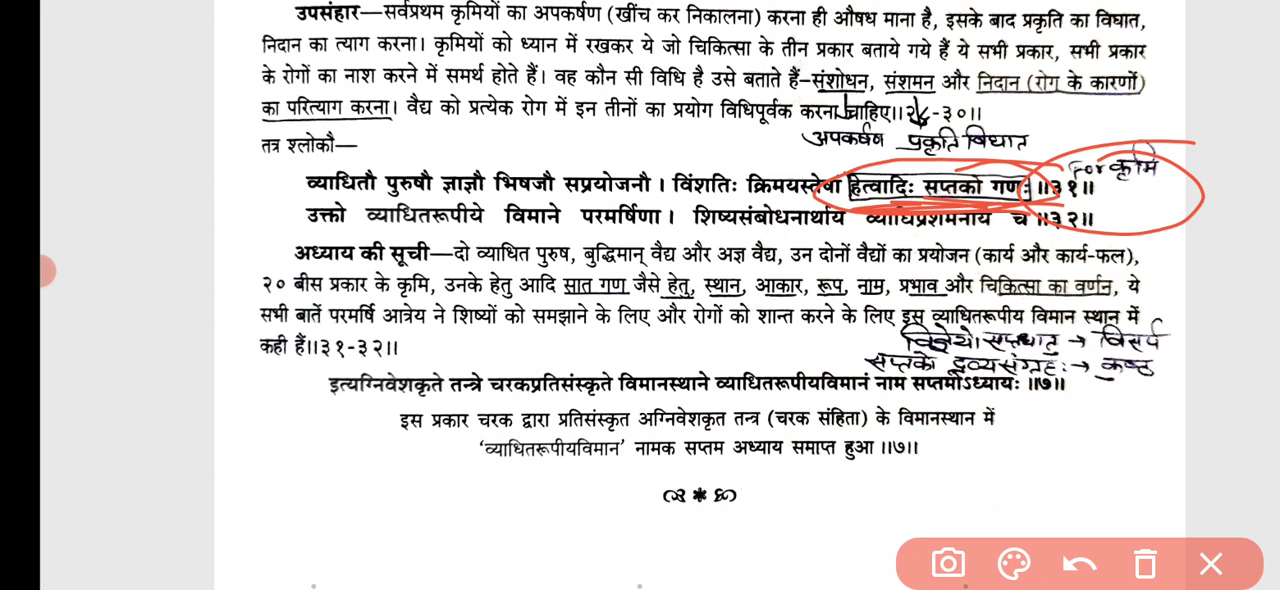 उपसंहार—सर्वप्रथम कृमियों का अपकर्षण (खींच कर निकालना) करना ही औषध माना है, इसके बाद प्रकृति का विघात,
निदान का त्याग करना। कृमियों को ध्यान में रखकर ये जो चिकित्सा के तीन प्रकार बताये गये हैं ये सभी प्रकार, सभी प्रकार
के रोगों का नाश करने में समर्थ होते हैं। वह कौन सी विधि है उसे बताते हैं–संशोधन, संशमन और निदान (रोग के कारणों)
का परित्याग करना। वैद्य को प्रत्येक रोग में इन तीनों का प्रयोग विधिपूर्वक करना चाहिए।।२८-३०।।
अपकर्षण प्रकृति विघात
तत्र श्लोकौ—
For कृमि
व्याधितौ पुरुषौ ज्ञाज्ञौ भिषजौ सप्रयोजनौ। विंशतिः क्रिमयस्तेषां हित्वादिः सप्तको गणः ।।३१।।
उक्तो व्याधितरूपीये विमाने परमर्षिणा। शिष्यसंबोधनार्थाय व्याधिप्रशमनाय च ।।३२।।
अध्याय की सूची—दो व्याधित पुरुष, बुद्धिमान् वैद्य और अज्ञ वैद्य, उन दोनों वैद्यों का प्रयोजन (कार्य और कार्य-फल),
२० बीस प्रकार के कृमि, उनके हेतु आदि सात गण जैसे हेतु, स्थान, आकार, रूप, नाम, प्रभाव और चिकित्सा का वर्णन, ये
सभी बातें परमर्षि आत्रेय ने शिष्यों को समझाने के लिए और रोगों को शान्त करने के लिए इस व्याधितरूपीय विमान स्थान में
कही हैं।।३१-३२।।
विज्ञेयो सप्तधातु → विसर्प
सप्तको द्रव्यसंग्रहः → कुष्ठ
इत्यग्निवेशकृते तन्त्रे चरकप्रतिसंस्कृते विमानस्थाने व्याधितरूपीयविमानं नाम सप्तमोऽध्यायः ।।७।।
इस प्रकार चरक द्वारा प्रतिसंस्कृत अग्निवेशकृत तन्त्र (चरक संहिता) के विमानस्थान में
‘व्याधितरूपीयविमान’ नामक सप्तम अध्याय समाप्त हुआ ।।७।।